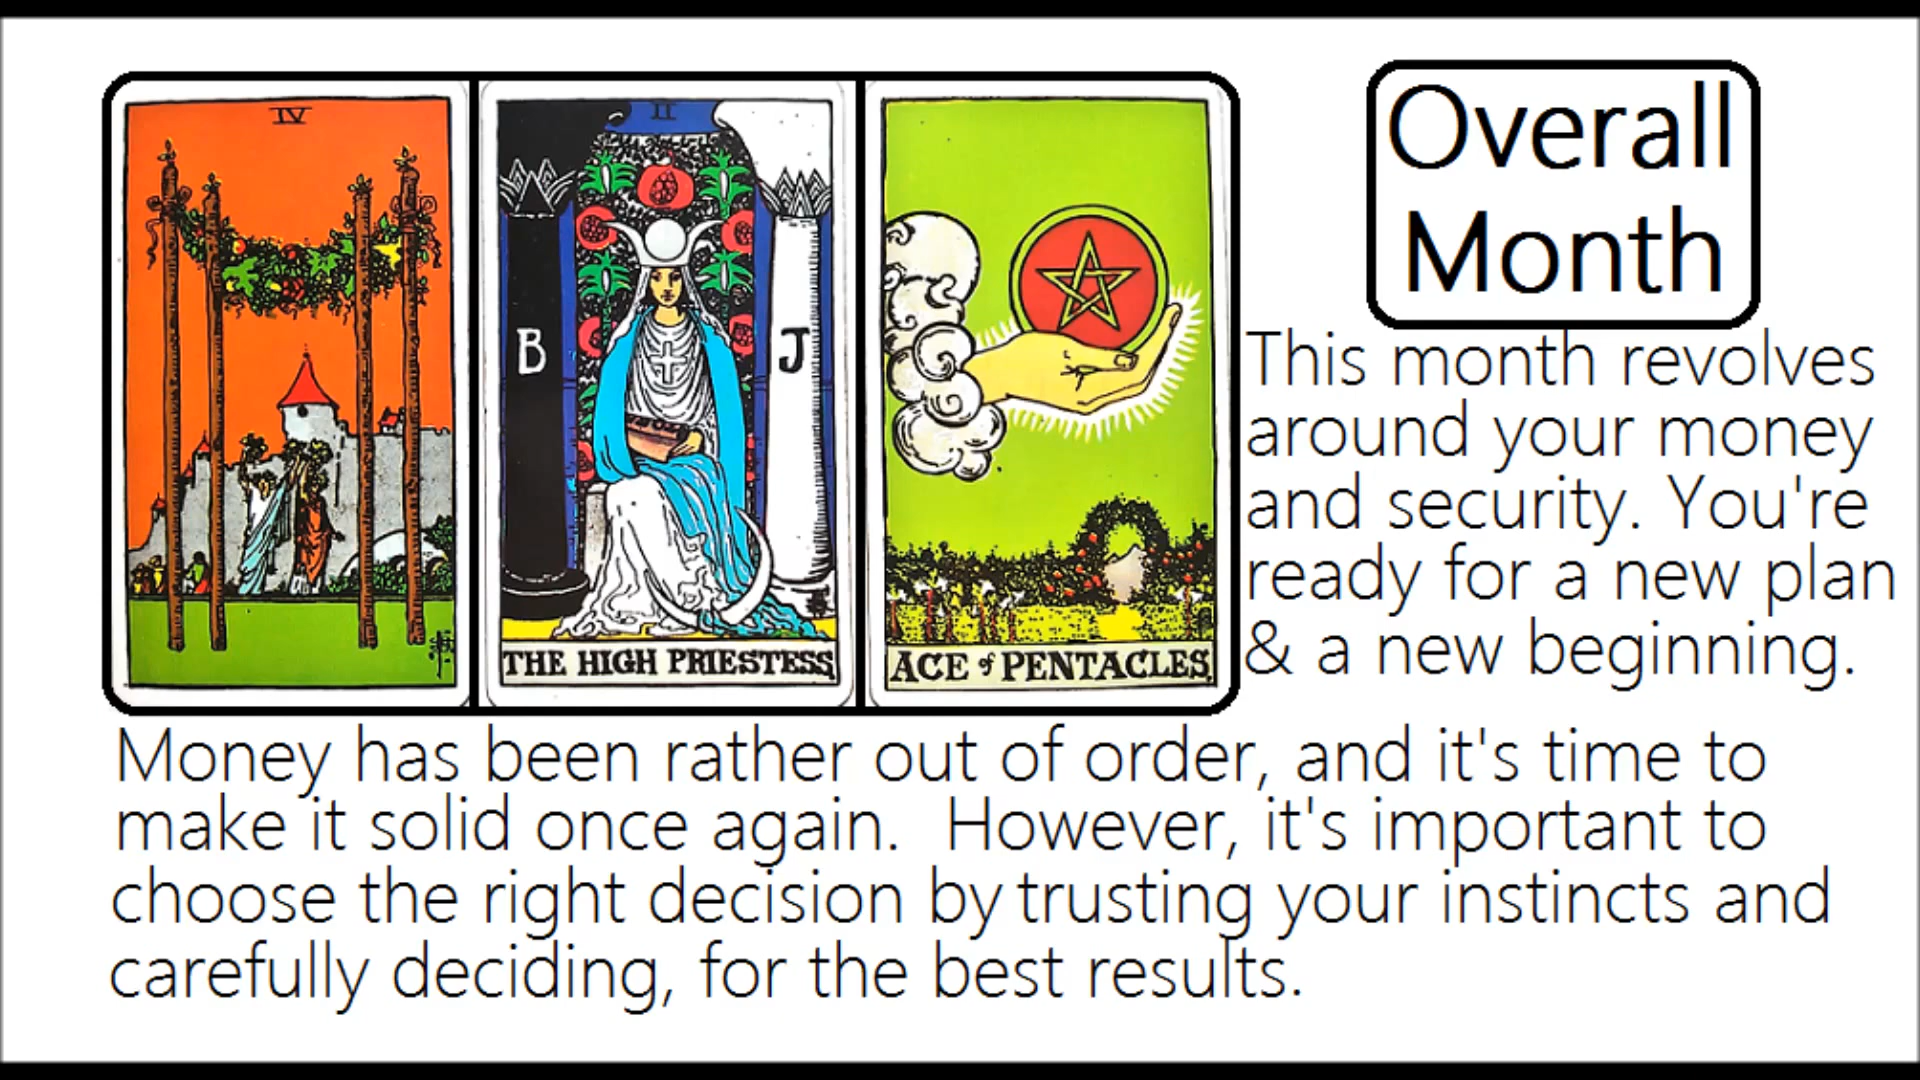 IV
II
B
J
THE HIGH PRIESTESS
ACE of PENTACLES
Overall
Month
This month revolves
around your money
and security. You're
ready for a new plan
& a new beginning.
Money has been rather out of order, and it's time to
make it solid once again. However, it's important to
choose the right decision by trusting your instincts and
carefully deciding, for the best results.